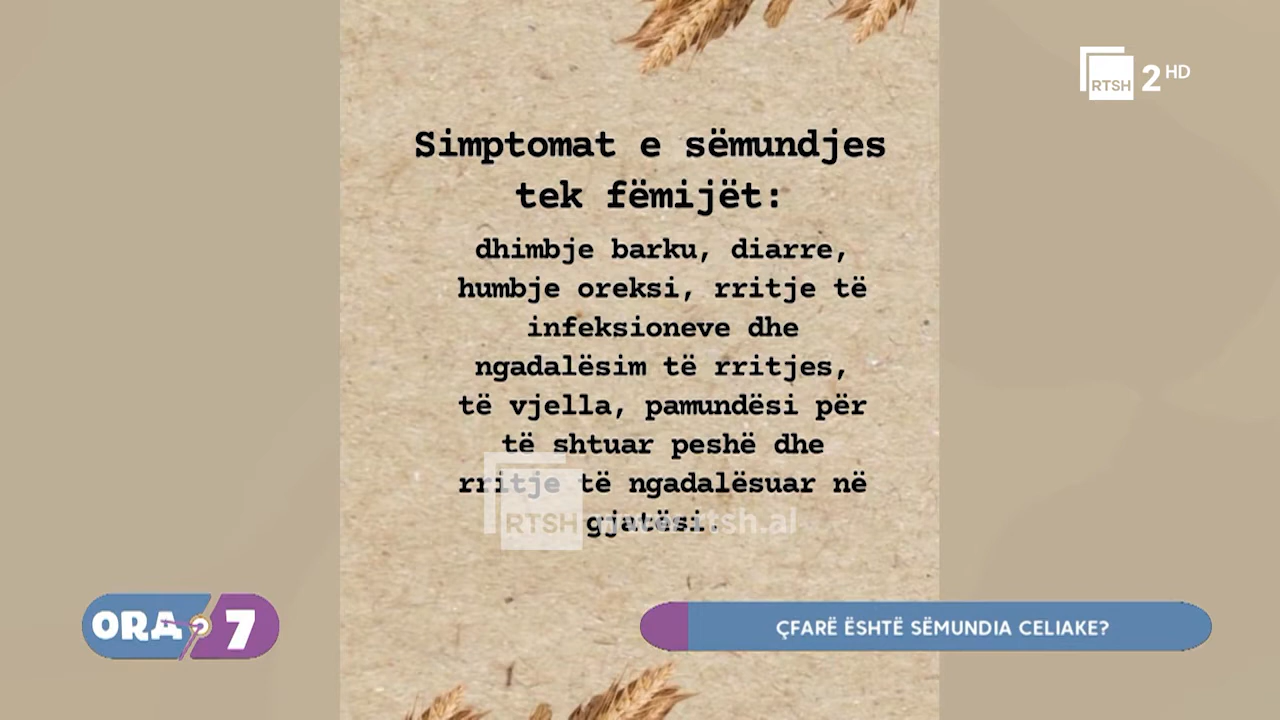 RTSH 2 HD
Simptomat e sëmundjes
tek fëmijët:
dhimbje barku, diarre,
humbje oreksi, rritje të
infeksioneve dhe
ngadalësim të rritjes,
të vjella, pamundësi për
të shtuar peshë dhe
rritje të ngadalësuar në
gjatësi.
RTSH
ORA 7
ÇFARË ËSHTË SËMUNDIA CELIAKE?